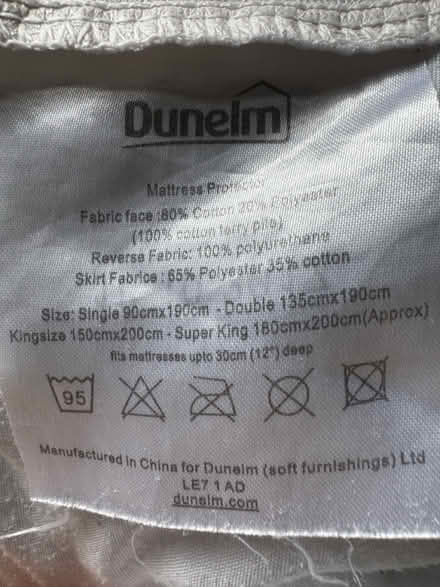 Dunelm
Mattress Protector
Fabric face :80% Cotton 20% Polyester
(100% cotton terry pile)
Reverse Fabric: 100% polyurethane
Skirt Fabrice : 65% Polyester 35% cotton
Size: Single 90cmx190cm - Double 135cmx190cm
Kingsize 150cmx200cm - Super King 180cmx200cm(Approx)
fits mattresses upto 30cm (12") deep
95
Manufactured in China for Dunelm (soft furnishings) Ltd
LE7 1 AD
dunelm.com